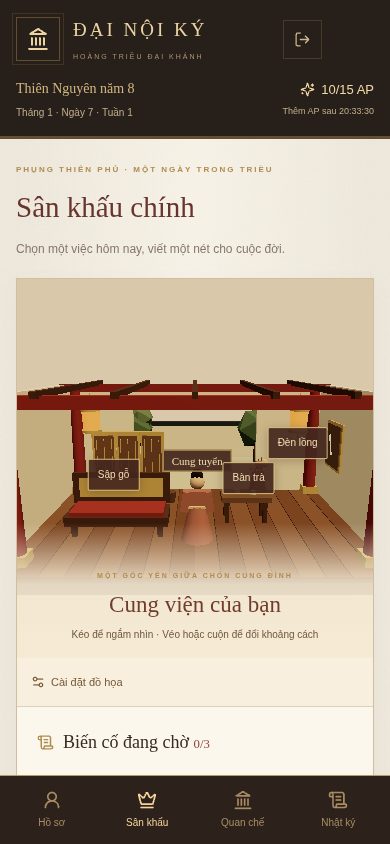 ĐẠI NỘI KÝ
HOÀNG TRIỀU ĐẠI KHÁNH
Thiên Nguyên năm 8
10/15 AP
Tháng 1 · Ngày 7 · Tuần 1
Thêm AP sau 20:33:30
PHỤNG THIÊN PHỦ · MỘT NGÀY TRONG TRIỀU
Sân khấu chính
Chọn một việc hôm nay, viết một nét cho cuộc đời.
Đèn lồng
Cung tuyển
Sập gỗ
Bàn trà
MỘT GÓC YÊN GIỮA CHỐN CUNG ĐÌNH
Cung viện của bạn
Kéo để ngắm nhìn · Véo hoặc cuộn để đổi khoảng cách
Cài đặt đồ họa
Biến cố đang chờ 0/3
Hồ sơ
Sân khấu
Quan chế
Nhật ký